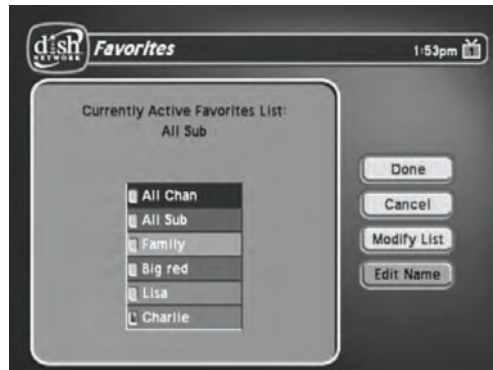 dish
NETWORK
Favorites
1:53pm
Currently Active Favorites List:
All Sub
All Chan
All Sub
Family
Big red
Lisa
Charlie
Done
Cancel
Modify List
Edit Name